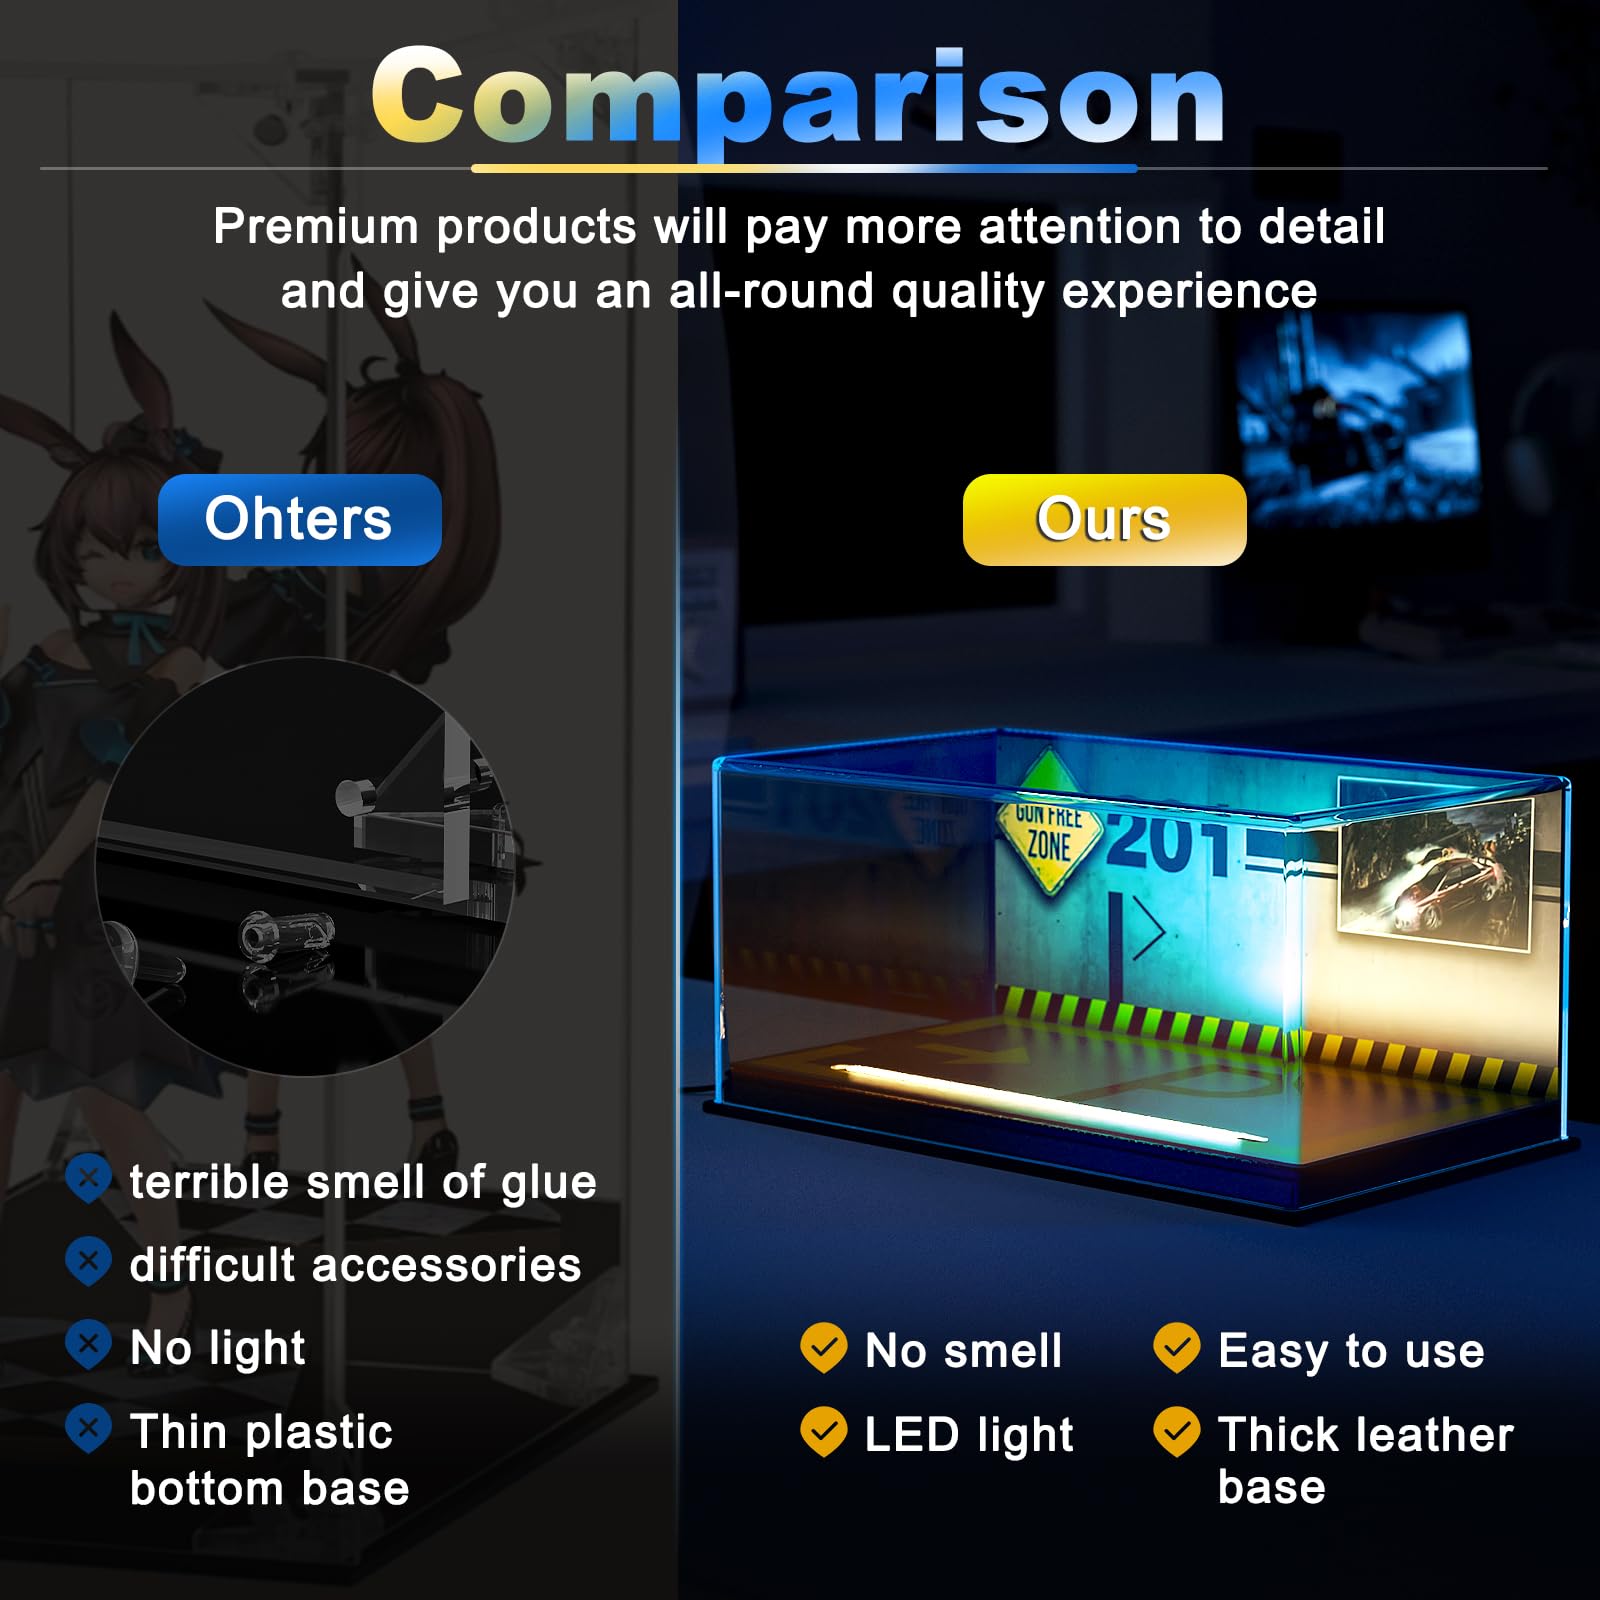 Comparison
Premium products will pay more attention to detail
and give you an all-round quality experience
Ohters
Ours
GUN FREE
ZONE
201
terrible smell of glue
difficult accessories
No light
Thin plastic
bottom base
No smell
Easy to use
LED light
Thick leather
base